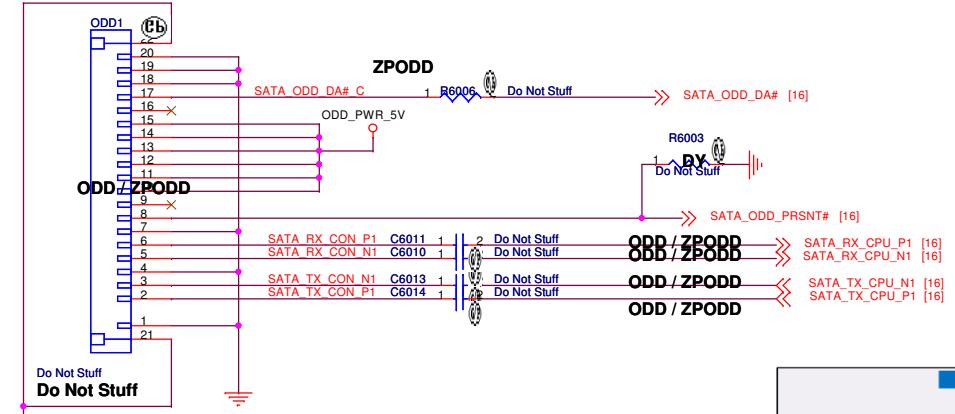 ODD1
22
20
19
18
17
16
15
14
13
12
11
9
8
7
6
5
4
3
2
1
21
ODD / ZPODD
Do Not Stuff
Do Not Stuff
ZPODD
SATA_ODD_DA#_C 1 R6006 Do Not Stuff SATA_ODD_DA# [16]
ODD_PWR_5V
R6003
1 DY
Do Not Stuff
SATA_ODD_PRSNT# [16]
SATA_RX_CON_P1 C6011 1 2 Do Not Stuff ODD / ZPODD SATA_RX_CPU_P1 [16]
SATA_RX_CON_N1 C6010 1 Do Not Stuff ODD / ZPODD SATA_RX_CPU_N1 [16]
SATA_TX_CON_N1 C6013 1 Do Not Stuff ODD / ZPODD SATA_TX_CPU_N1 [16]
SATA_TX_CON_P1 C6014 1 Do Not Stuff SATA_TX_CPU_P1 [16]
ODD / ZPODD